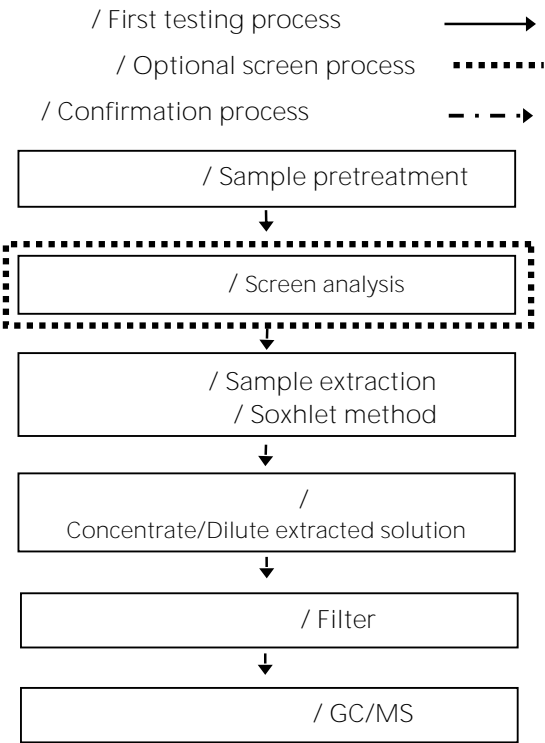 / First testing process
/ Optional screen process
/ Confirmation process
/ Sample pretreatment
/ Screen analysis
/ Sample extraction
/ Soxhlet method
/
Concentrate/Dilute extracted solution
/ Filter
/ GC/MS